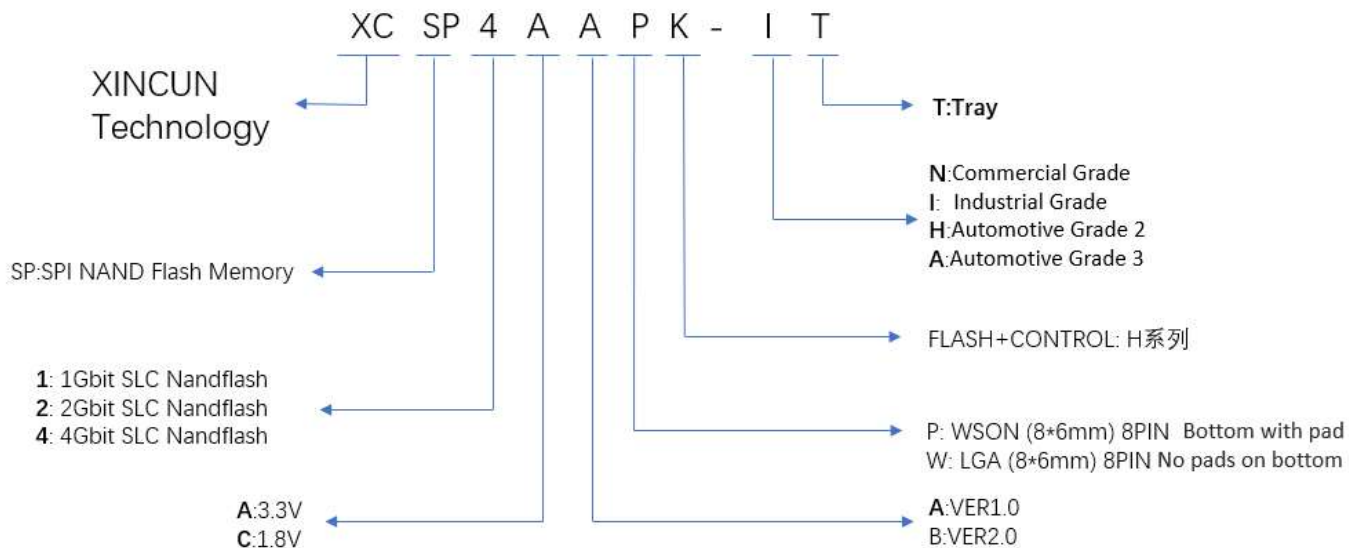 XC SP 4 A A P K - I T
XINCUN
Technology
T:Tray
N:Commercial Grade
I: Industrial Grade
H:Automotive Grade 2
A:Automotive Grade 3
SP:SPI NAND Flash Memory
FLASH+CONTROL: H系列
1: 1Gbit SLC Nandflash
2: 2Gbit SLC Nandflash
4: 4Gbit SLC Nandflash
P: WSON (8*6mm) 8PIN Bottom with pad
W: LGA (8*6mm) 8PIN No pads on bottom
A:3.3V
C:1.8V
A:VER1.0
B:VER2.0